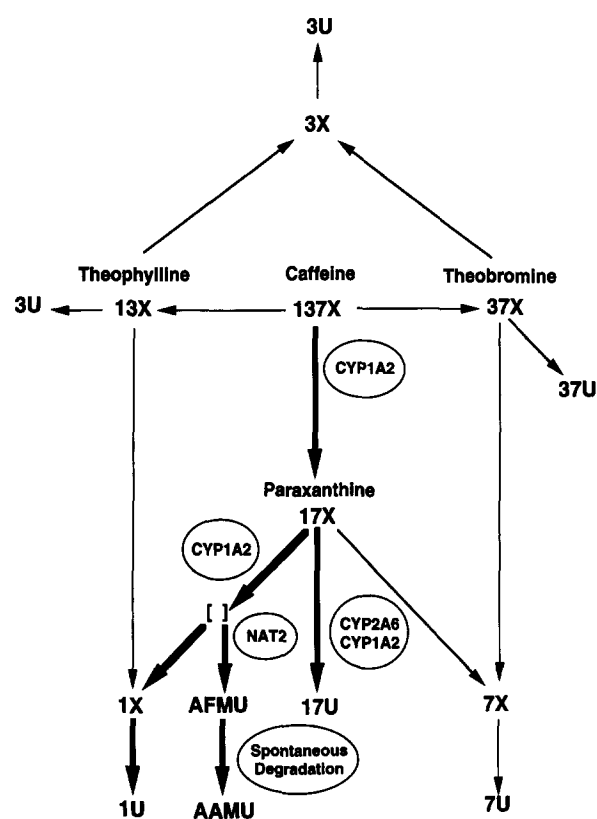 3U
3X
Theophylline Caffeine Theobromine
3U 13X 137X 37X
CYP1A2
37U
Paraxanthine
17X
CYP1A2
[ ]
NAT2
CYP2A6
CYP1A2
1X AFMU 17U 7X
Spontaneous
Degradation
1U AAMU 7U